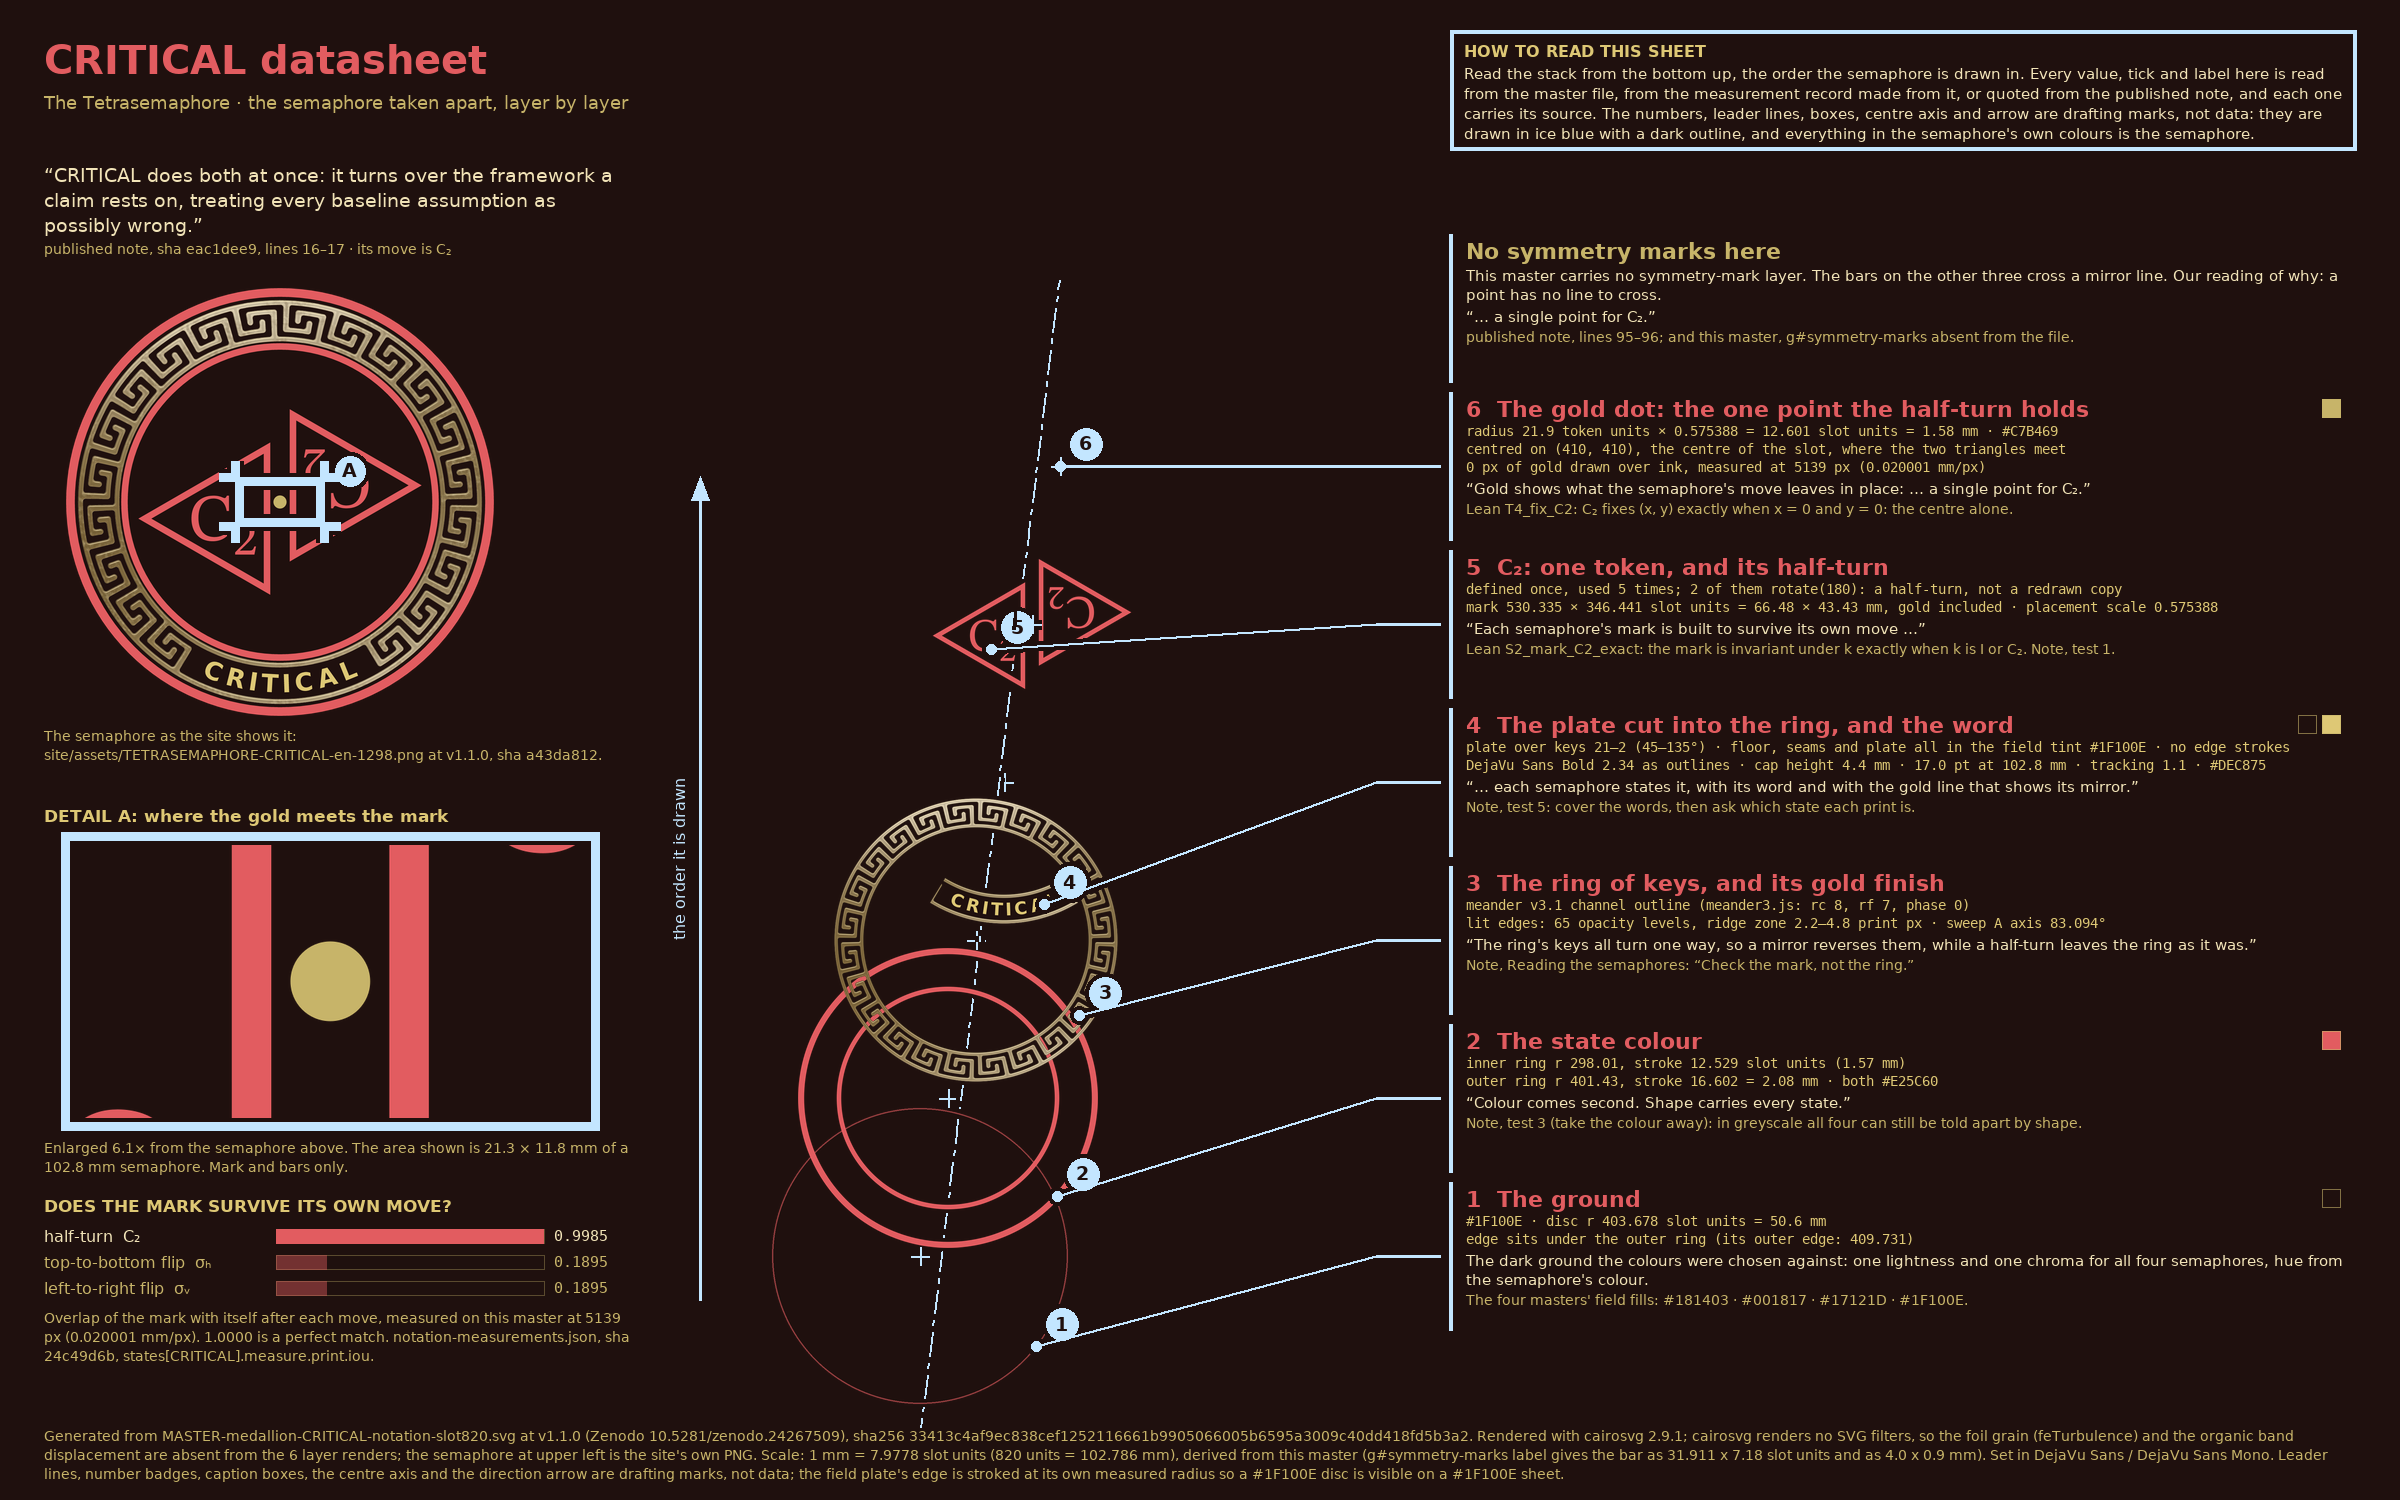 CRITICAL datasheet
The Tetrasemaphore · the semaphore taken apart, layer by layer
“CRITICAL does both at once: it turns over the framework a
claim rests on, treating every baseline assumption as
possibly wrong.”
published note, sha eac1dee9, lines 16–17 · its move is C₂
C
2
C
2
A
CRITICAL
The semaphore as the site shows it:
site/assets/TETRASEMAPHORE-CRITICAL-en-1298.png at v1.1.0, sha a43da812.
DETAIL A: where the gold meets the mark
Enlarged 6.1× from the semaphore above. The area shown is 21.3 × 11.8 mm of a
102.8 mm semaphore. Mark and bars only.
DOES THE MARK SURVIVE ITS OWN MOVE?
half-turn C₂ 0.9985
top-to-bottom flip σₕ 0.1895
left-to-right flip σᵥ 0.1895
Overlap of the mark with itself after each move, measured on this master at 5139
px (0.020001 mm/px). 1.0000 is a perfect match. notation-measurements.json, sha
24c49d6b, states[CRITICAL].measure.print.iou.
the order it is drawn
6
C
2
C
2
5
CRITICA
4
3
2
1
HOW TO READ THIS SHEET
Read the stack from the bottom up, the order the semaphore is drawn in. Every value, tick and label here is read
from the master file, from the measurement record made from it, or quoted from the published note, and each one
carries its source. The numbers, leader lines, boxes, centre axis and arrow are drafting marks, not data: they are
drawn in ice blue with a dark outline, and everything in the semaphore's own colours is the semaphore.
No symmetry marks here
This master carries no symmetry-mark layer. The bars on the other three cross a mirror line. Our reading of why: a
point has no line to cross.
“… a single point for C₂.”
published note, lines 95–96; and this master, g#symmetry-marks absent from the file.
6 The gold dot: the one point the half-turn holds
radius 21.9 token units × 0.575388 = 12.601 slot units = 1.58 mm · #C7B469
centred on (410, 410), the centre of the slot, where the two triangles meet
0 px of gold drawn over ink, measured at 5139 px (0.020001 mm/px)
“Gold shows what the semaphore's move leaves in place: … a single point for C₂.”
Lean T4_fix_C2: C₂ fixes (x, y) exactly when x = 0 and y = 0: the centre alone.
5 C₂: one token, and its half-turn
defined once, used 5 times; 2 of them rotate(180): a half-turn, not a redrawn copy
mark 530.335 × 346.441 slot units = 66.48 × 43.43 mm, gold included · placement scale 0.575388
“Each semaphore's mark is built to survive its own move …”
Lean S2_mark_C2_exact: the mark is invariant under k exactly when k is I or C₂. Note, test 1.
4 The plate cut into the ring, and the word
plate over keys 21–2 (45–135°) · floor, seams and plate all in the field tint #1F100E · no edge strokes
DejaVu Sans Bold 2.34 as outlines · cap height 4.4 mm · 17.0 pt at 102.8 mm · tracking 1.1 · #DEC875
“… each semaphore states it, with its word and with the gold line that shows its mirror.”
Note, test 5: cover the words, then ask which state each print is.
3 The ring of keys, and its gold finish
meander v3.1 channel outline (meander3.js: rc 8, rf 7, phase 0)
lit edges: 65 opacity levels, ridge zone 2.2–4.8 print px · sweep A axis 83.094°
“The ring's keys all turn one way, so a mirror reverses them, while a half-turn leaves the ring as it was.”
Note, Reading the semaphores: “Check the mark, not the ring.”
2 The state colour
inner ring r 298.01, stroke 12.529 slot units (1.57 mm)
outer ring r 401.43, stroke 16.602 = 2.08 mm · both #E25C60
“Colour comes second. Shape carries every state.”
Note, test 3 (take the colour away): in greyscale all four can still be told apart by shape.
1 The ground
#1F100E · disc r 403.678 slot units = 50.6 mm
edge sits under the outer ring (its outer edge: 409.731)
The dark ground the colours were chosen against: one lightness and one chroma for all four semaphores, hue from
the semaphore's colour.
The four masters' field fills: #181403 · #001817 · #17121D · #1F100E.
Generated from MASTER-medallion-CRITICAL-notation-slot820.svg at v1.1.0 (Zenodo 10.5281/zenodo.24267509), sha256 33413c4af9ec838cef1252116661b9905066005b6595a3009c40dd418fd5b3a2. Rendered with cairosvg 2.9.1; cairosvg renders no SVG filters, so the foil grain (feTurbulence) and the organic band
displacement are absent from the 6 layer renders; the semaphore at upper left is the site's own PNG. Scale: 1 mm = 7.9778 slot units (820 units = 102.786 mm), derived from this master (g#symmetry-marks label gives the bar as 31.911 x 7.18 slot units and as 4.0 x 0.9 mm). Set in DejaVu Sans / DejaVu Sans Mono. Leader
lines, number badges, caption boxes, the centre axis and the direction arrow are drafting marks, not data; the field plate's edge is stroked at its own measured radius so a #1F100E disc is visible on a #1F100E sheet.